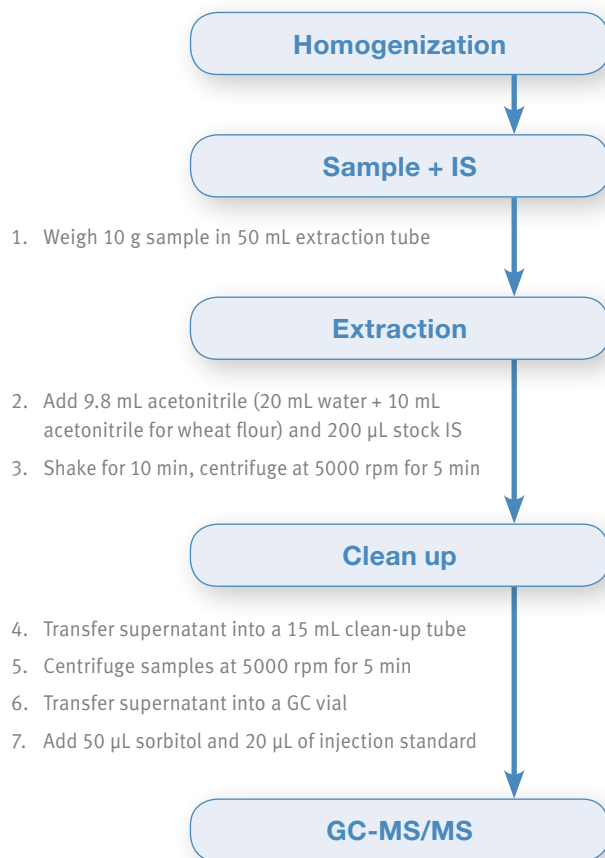 Homogenization
Sample + IS
1. Weigh 10 g sample in 50 mL extraction tube
Extraction
2. Add 9.8 mL acetonitrile (20 mL water + 10 mL
acetonitrile for wheat flour) and 200 µL stock IS
3. Shake for 10 min, centrifuge at 5000 rpm for 5 min
Clean up
4. Transfer supernatant into a 15 mL clean-up tube
5. Centrifuge samples at 5000 rpm for 5 min
6. Transfer supernatant into a GC vial
7. Add 50 µL sorbitol and 20 µL of injection standard
GC-MS/MS